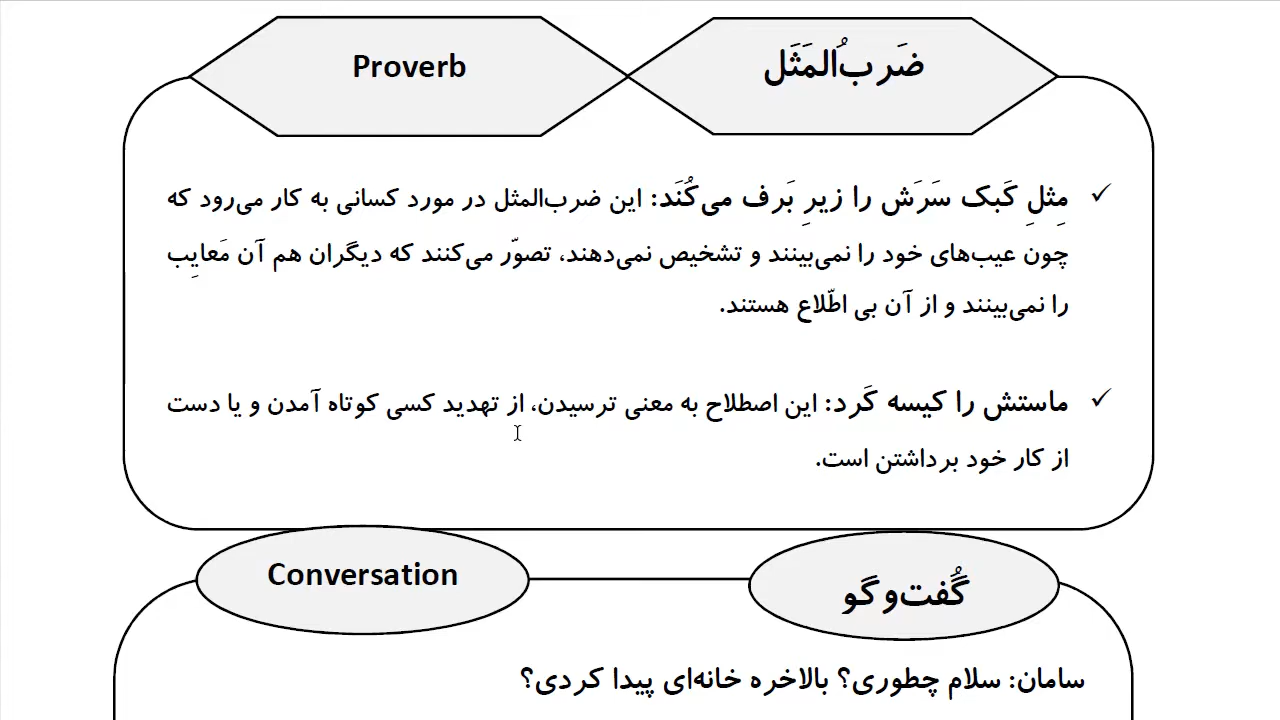 ضَربُ‌المَثَل
Proverb
✓ مِثلِ کَبک سَرَش را زیرِ بَرف می‌کُنَد: این ضرب‌المثل در مورد کسانی به کار می‌رود که
چون عیب‌های خود را نمی‌بینند و تشخیص نمی‌دهند، تصوّر می‌کنند که دیگران هم آن مَعایِب
را نمی‌بینند و از آن بی اطّلاع هستند.
✓ ماستش را کیسه کَرد: این اصطلاح به معنی ترسیدن، از تهدید کسی کوتاه آمدن و یا دست
از کار خود برداشتن است.
گُفت‌وگو
Conversation
سامان: سلام چطوری؟ بالاخره خانه‌ای پیدا کردی؟